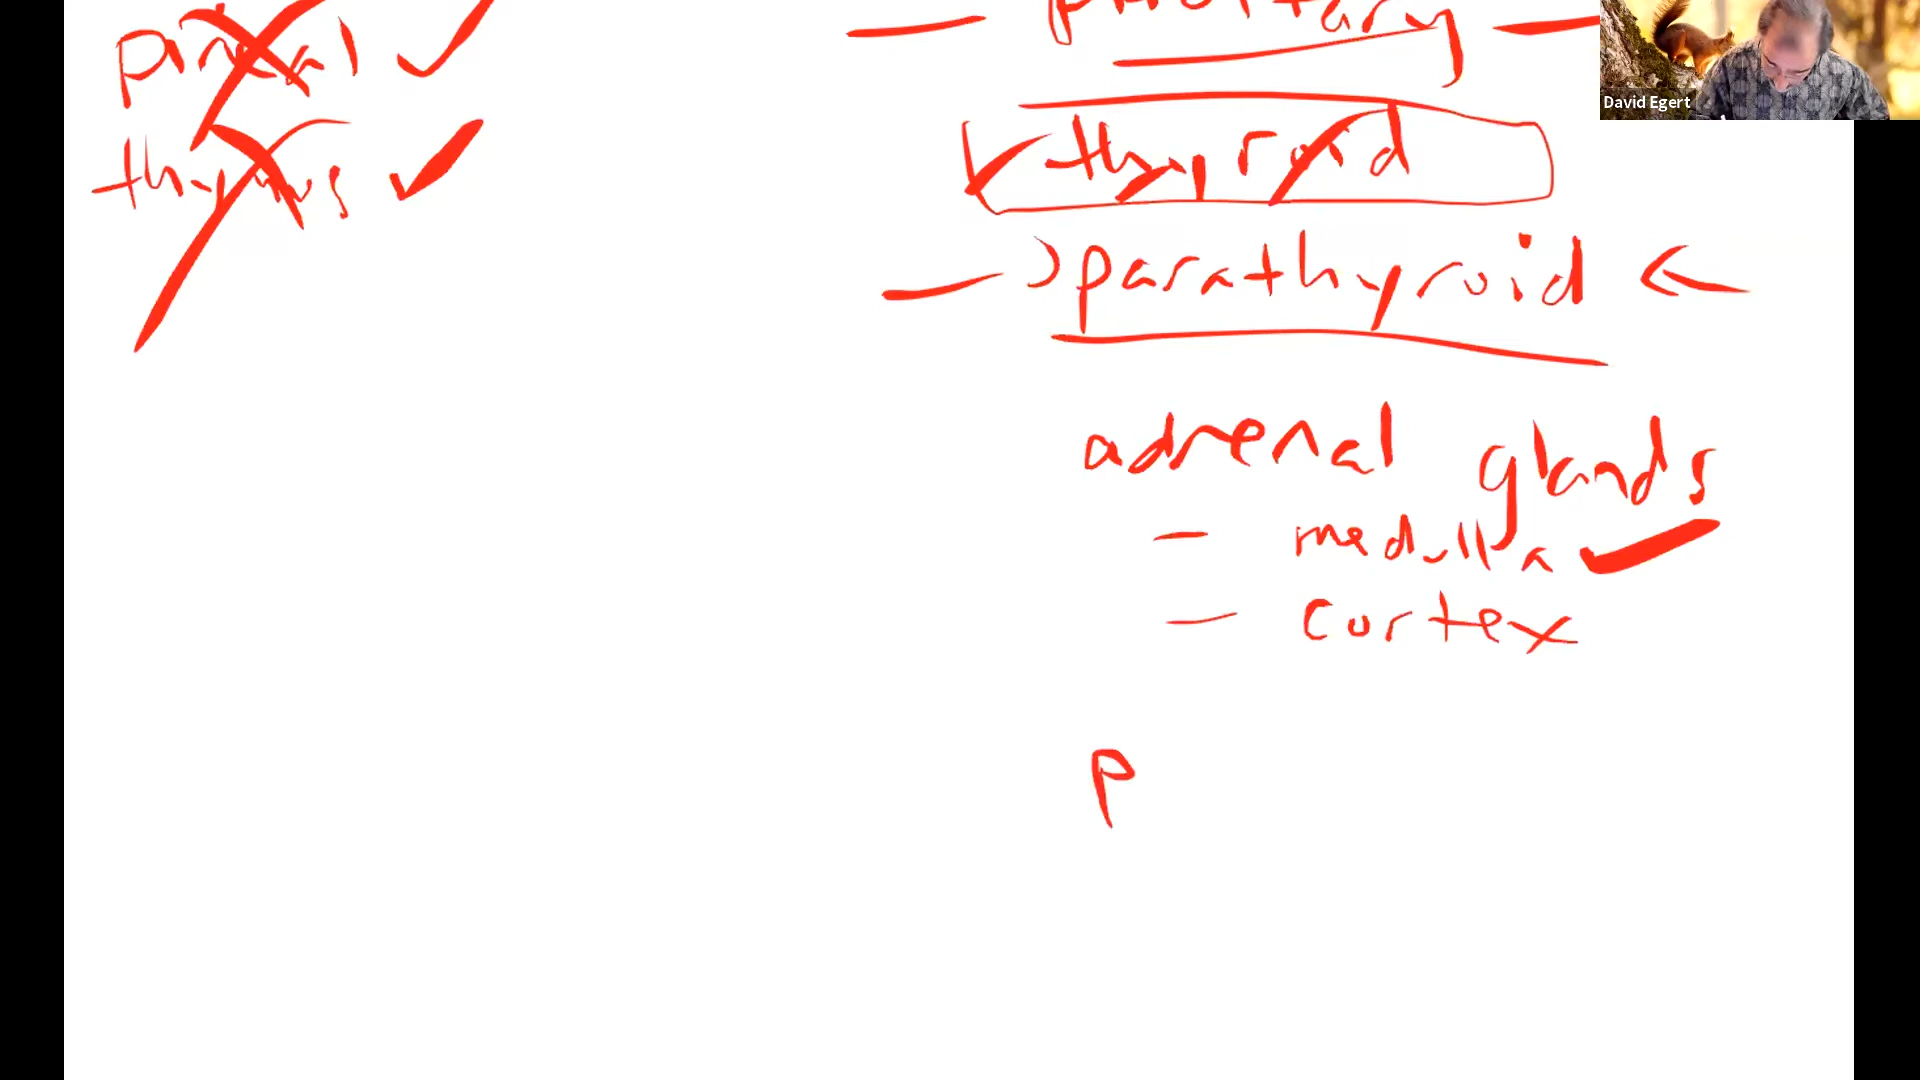 pineal
thymus
pituitary
thyroid
parathyroid
adrenal glands
- medulla
- cortex
P
David Egert